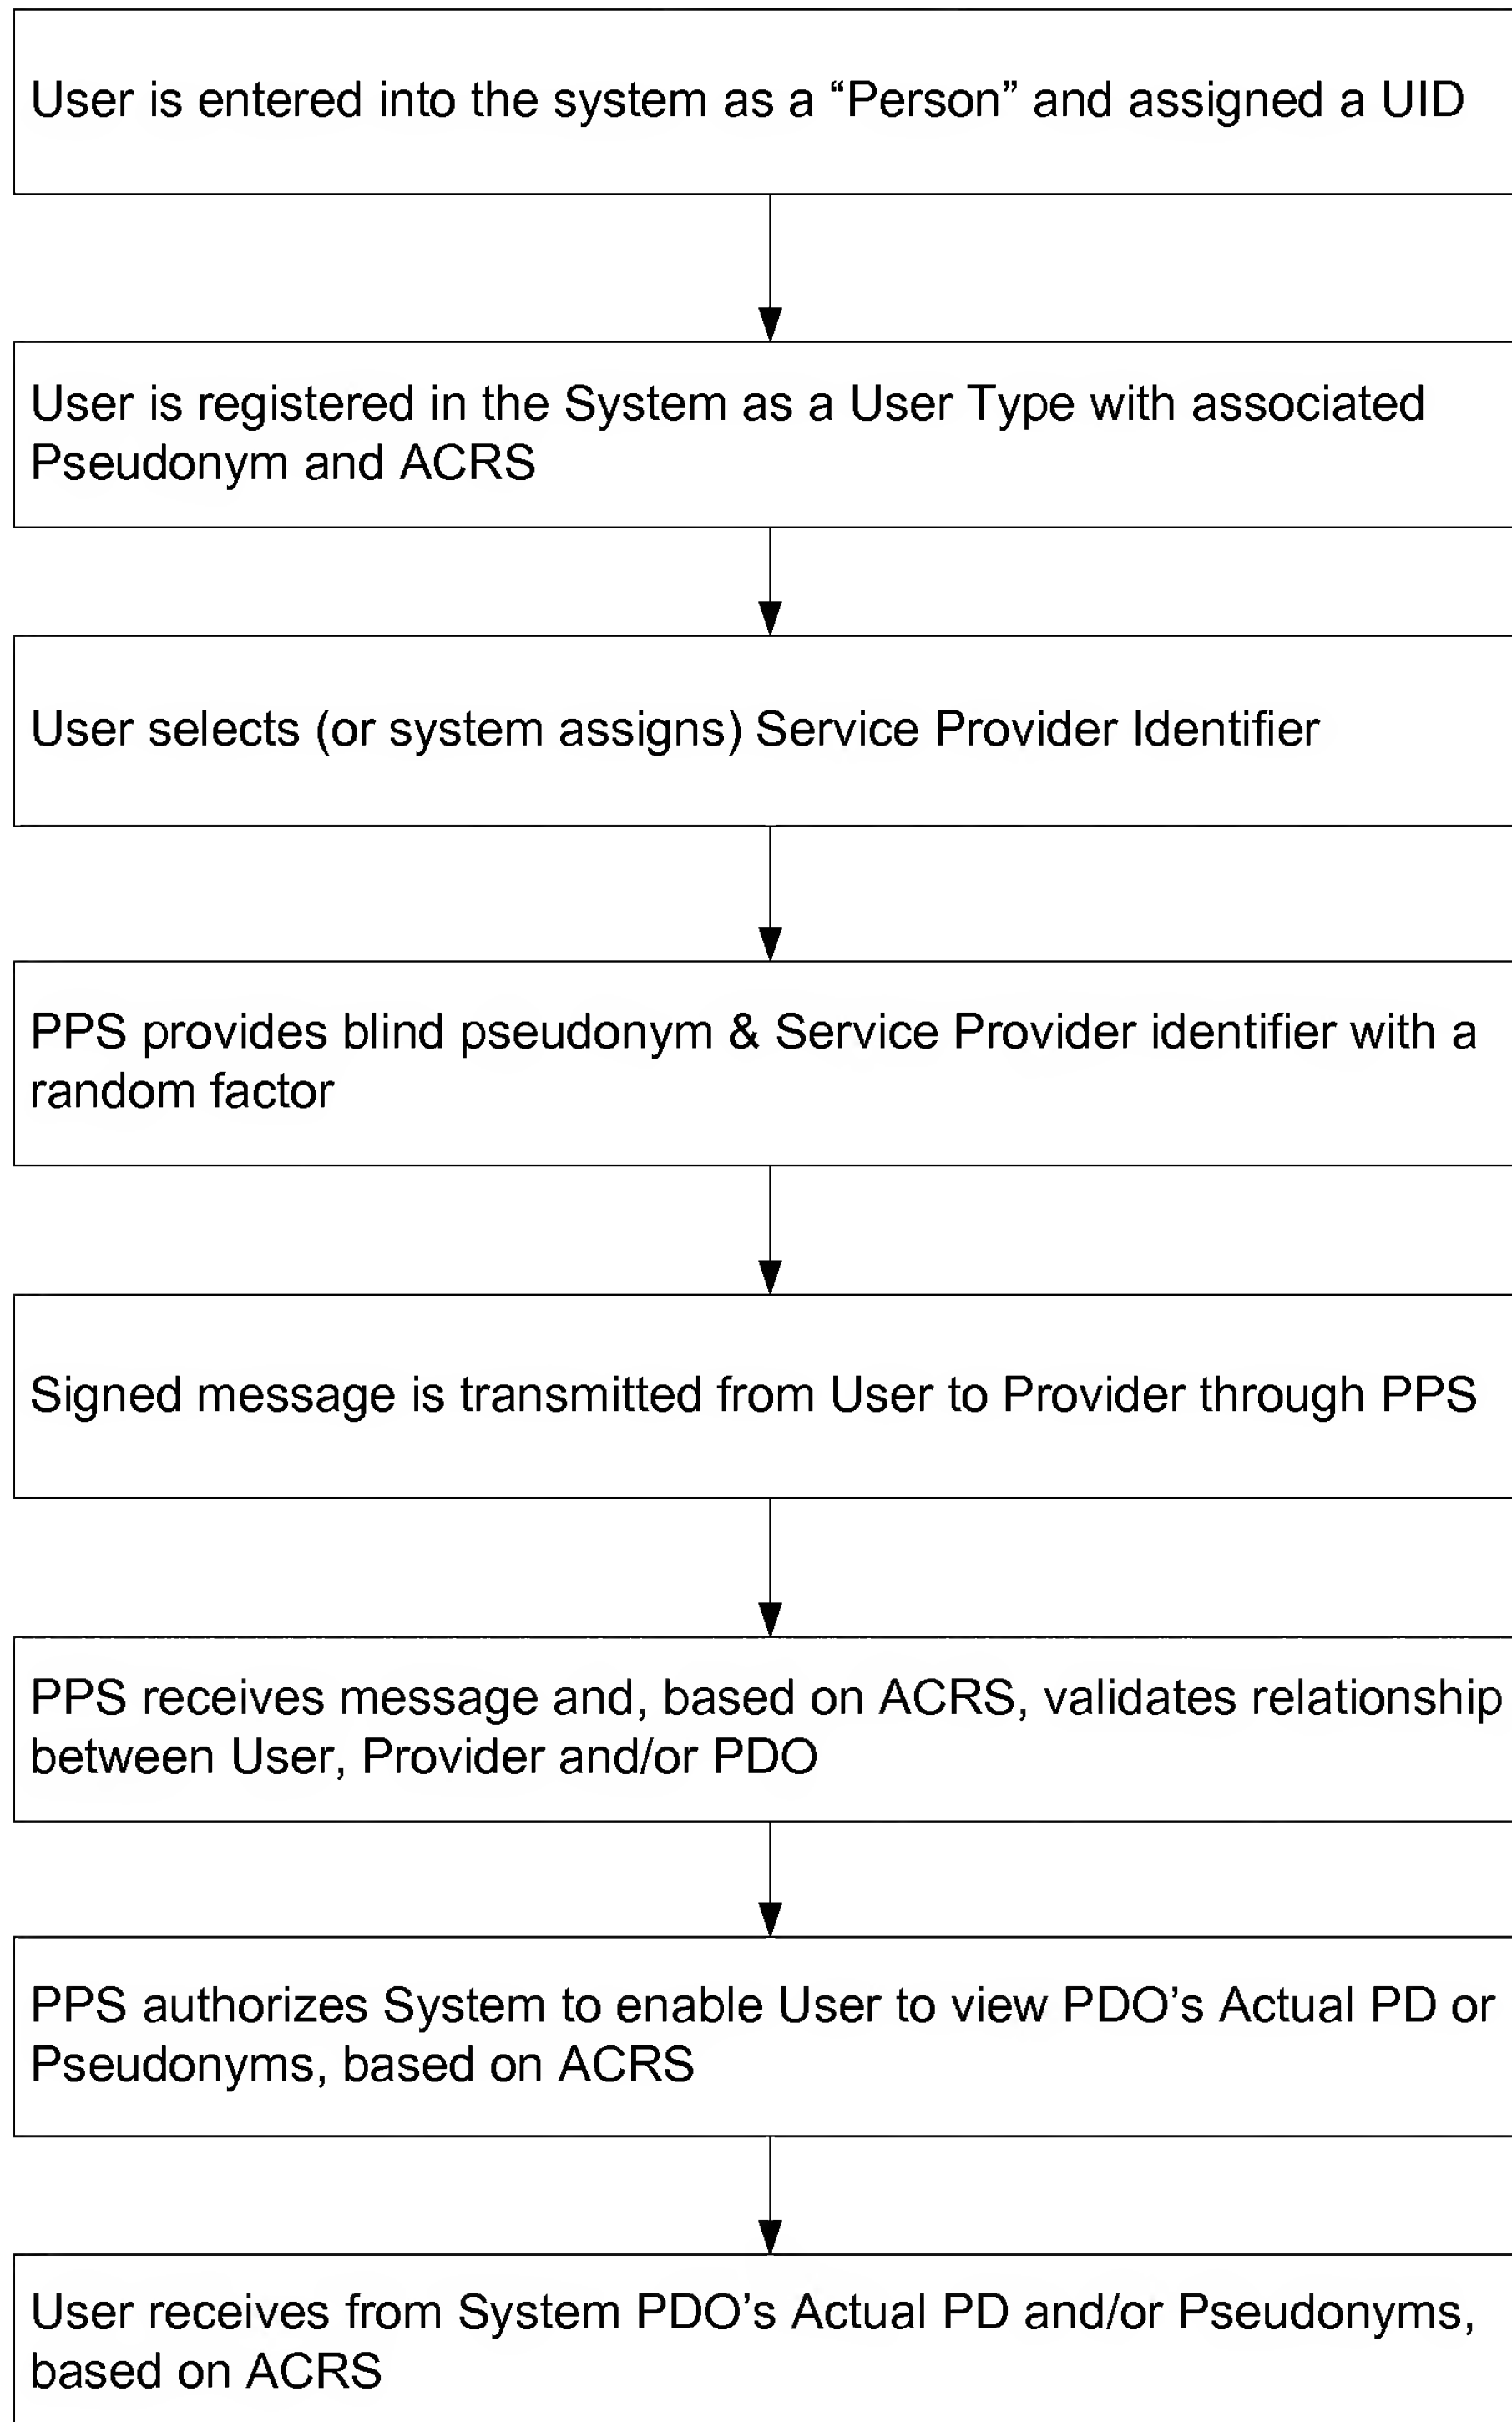 User is entered into the system as a “Person” and assigned a UID
User is registered in the System as a User Type with associated
Pseudonym and ACRS
User selects (or system assigns) Service Provider Identifier
PPS provides blind pseudonym & Service Provider identifier with a
random factor
Signed message is transmitted from User to Provider through PPS
PPS receives message and, based on ACRS, validates relationship
between User, Provider and/or PDO
PPS authorizes System to enable User to view PDO’s Actual PD or
Pseudonyms, based on ACRS
User receives from System PDO’s Actual PD and/or Pseudonyms,
based on ACRS